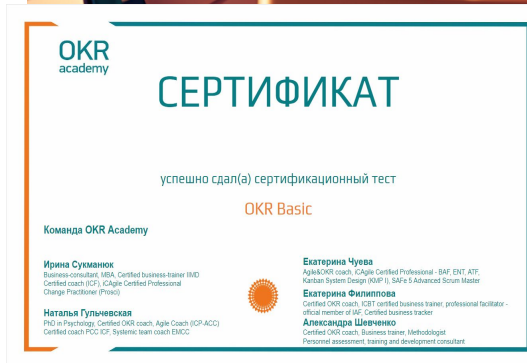 OKR
academy
СЕРТИФИКАТ
успешно сдал(а) сертификационный тест
OKR Basic
Команда OKR Academy
Ирина Сукманюк
Business-consultant, MBA, Certified business-trainer IIMD
Certified coach (ICF), iCAgile Certified Professional
Change Practitioner (Prosci)
Наталья Гульчевская
PhD in Psychology, Certified OKR coach, Agile Coach (ICP-ACC)
Certified coach PCC ICF, Systemic team coach EMCC
Екатерина Чуева
Agile&OKR coach, iCAgile Certified Professional - BAF, ENT, ATF,
Kanban System Design (KMP I), SAFe 5 Advanced Scrum Master
Екатерина Филиппова
Certified OKR coach, ICBT certified business trainer, professional facilitator -
official member of IAF, Certified business tracker
Александра Шевченко
Certified OKR coach, Business trainer, Methodologist
Personnel assessment, training and development consultant